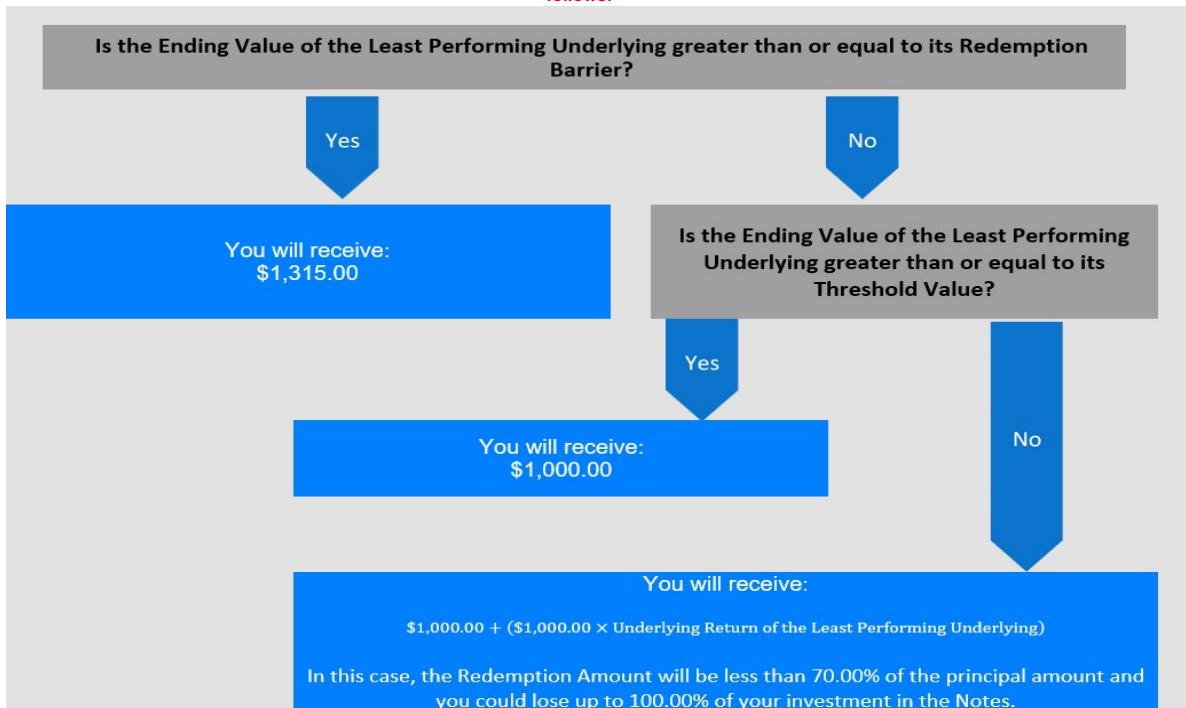 follows:
Is the Ending Value of the Least Performing Underlying greater than or equal to its Redemption
Barrier?
Yes
No
You will receive:
$1,315.00
Is the Ending Value of the Least Performing
Underlying greater than or equal to its
Threshold Value?
Yes
No
You will receive:
$1,000.00
You will receive:
$1,000.00 + ($1,000.00 × Underlying Return of the Least Performing Underlying)
In this case, the Redemption Amount will be less than 70.00% of the principal amount and
you could lose up to 100.00% of your investment in the Notes.